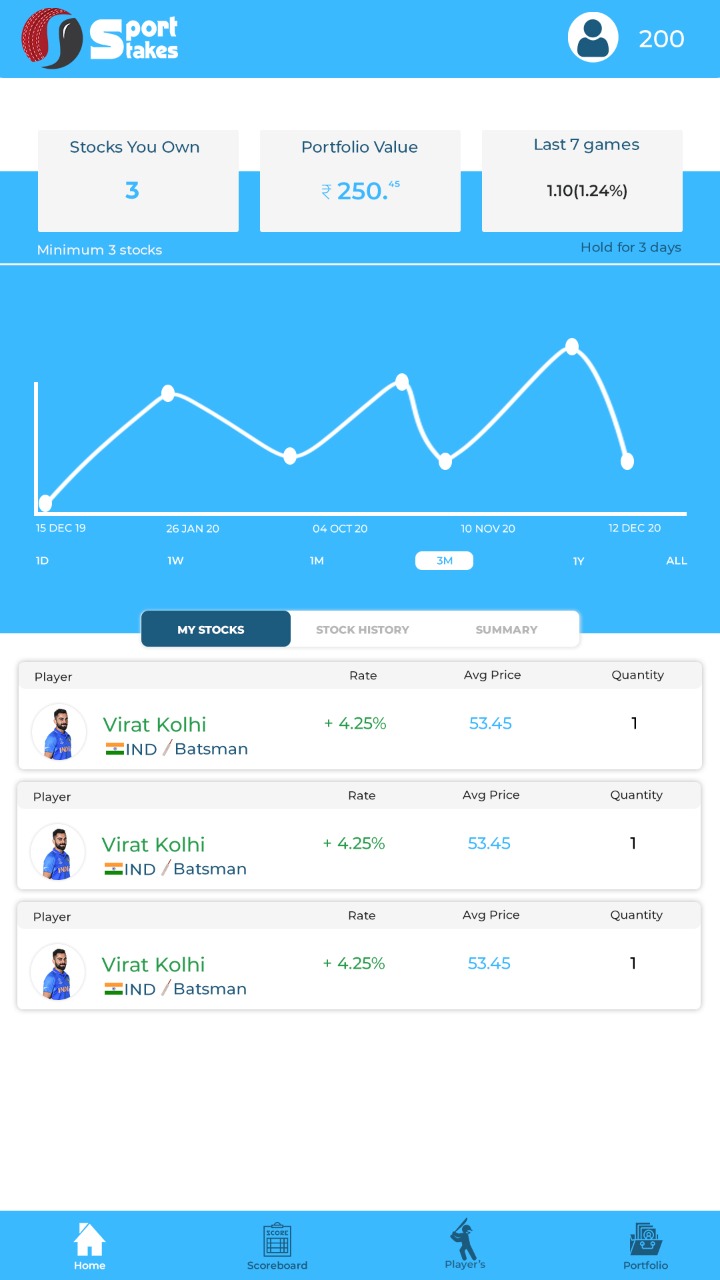 Sport
Stakes
200
Stocks You Own
Portfolio Value
Last 7 games
3
₹ 250.45
1.10(1.24%)
Minimum 3 stocks
Hold for 3 days
15 DEC 19 26 JAN 20 04 OCT 20 10 NOV 20 12 DEC 20
1D 1W 1M 3M 1Y ALL
MY STOCKS STOCK HISTORY SUMMARY
Player Rate Avg Price Quantity
Virat Kolhi + 4.25% 53.45 1
IND / Batsman
Player Rate Avg Price Quantity
Virat Kolhi + 4.25% 53.45 1
IND / Batsman
Player Rate Avg Price Quantity
Virat Kolhi + 4.25% 53.45 1
IND / Batsman
SCORE
Home Scoreboard Player's Portfolio